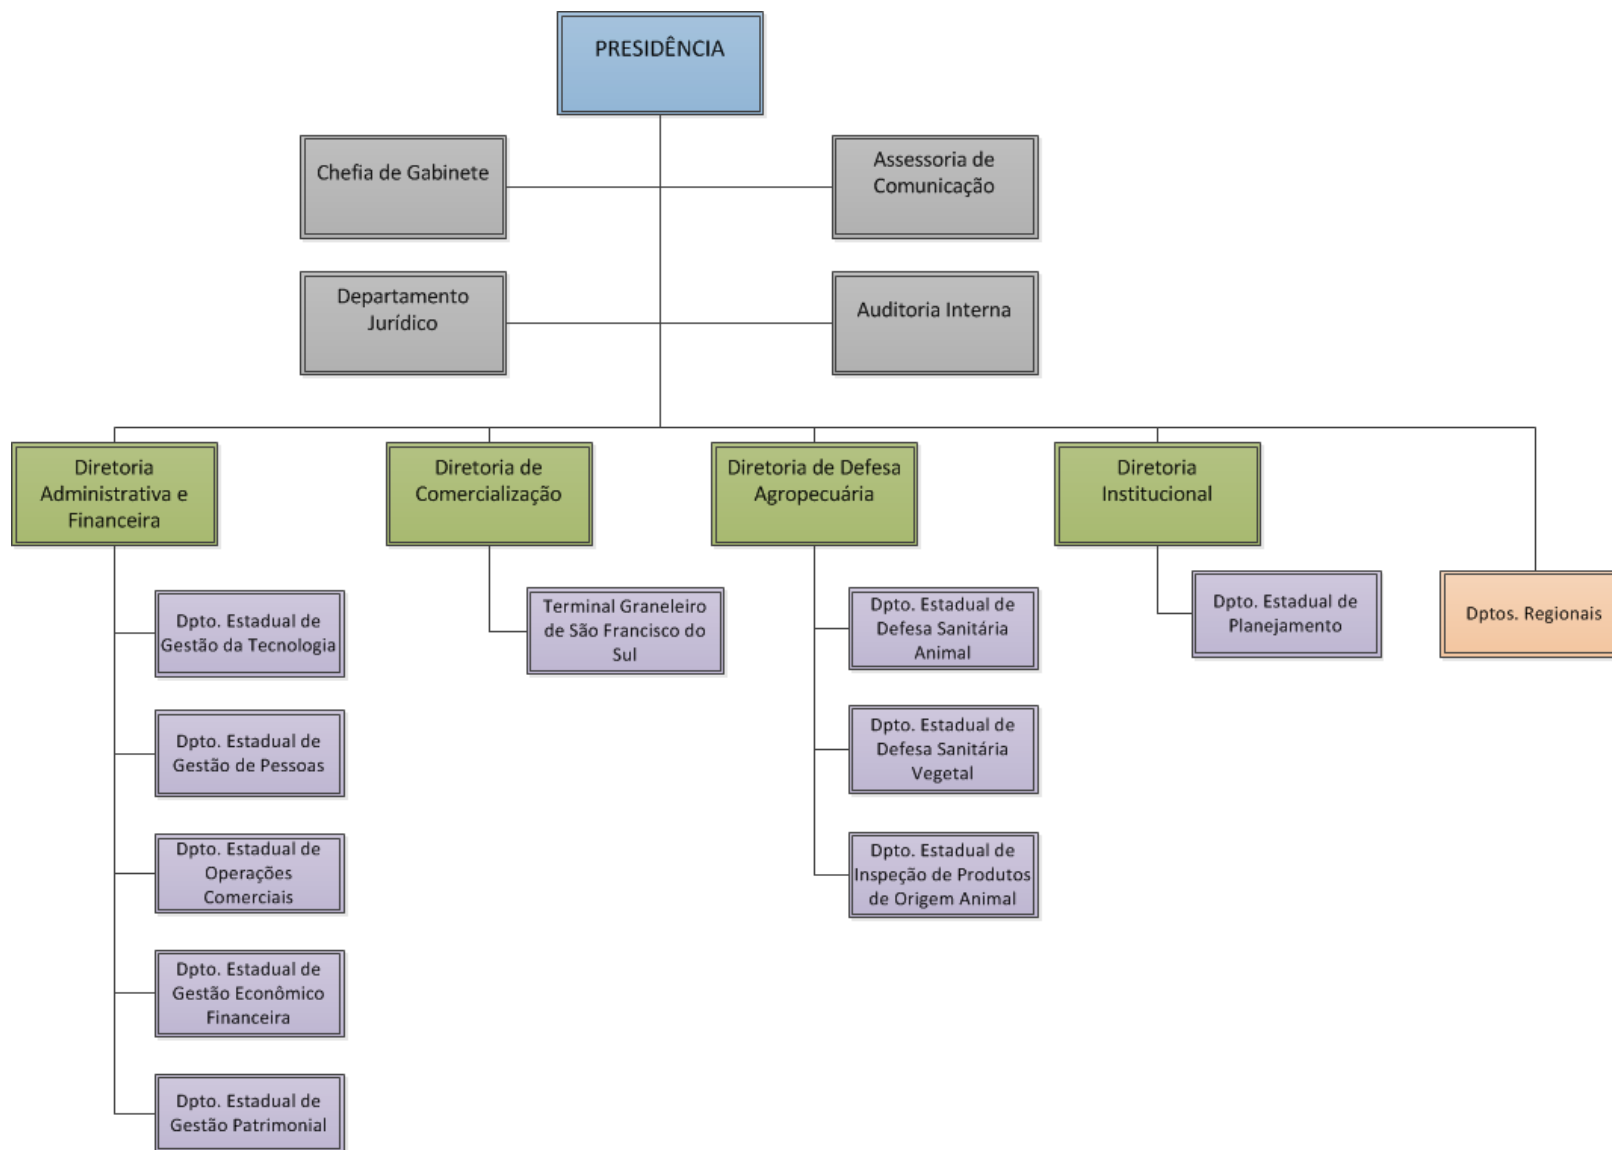 PRESIDÊNCIA
Chefia de Gabinete
Assessoria de
Comunicação
Departamento
Jurídico
Auditoria Interna
Diretoria
Administrativa e
Financeira
Diretoria de
Comercialização
Diretoria de Defesa
Agropecuária
Diretoria
Institucional
Dpto. Estadual de
Gestão da Tecnologia
Dpto. Estadual de
Gestão de Pessoas
Dpto. Estadual de
Operações
Comerciais
Dpto. Estadual de
Gestão Econômico
Financeira
Dpto. Estadual de
Gestão Patrimonial
Terminal Graneleiro
de São Francisco do
Sul
Dpto. Estadual de
Defesa Sanitária
Animal
Dpto. Estadual de
Defesa Sanitária
Vegetal
Dpto. Estadual de
Inspeção de Produtos
de Origem Animal
Dpto. Estadual de
Planejamento
Dptos. Regionais